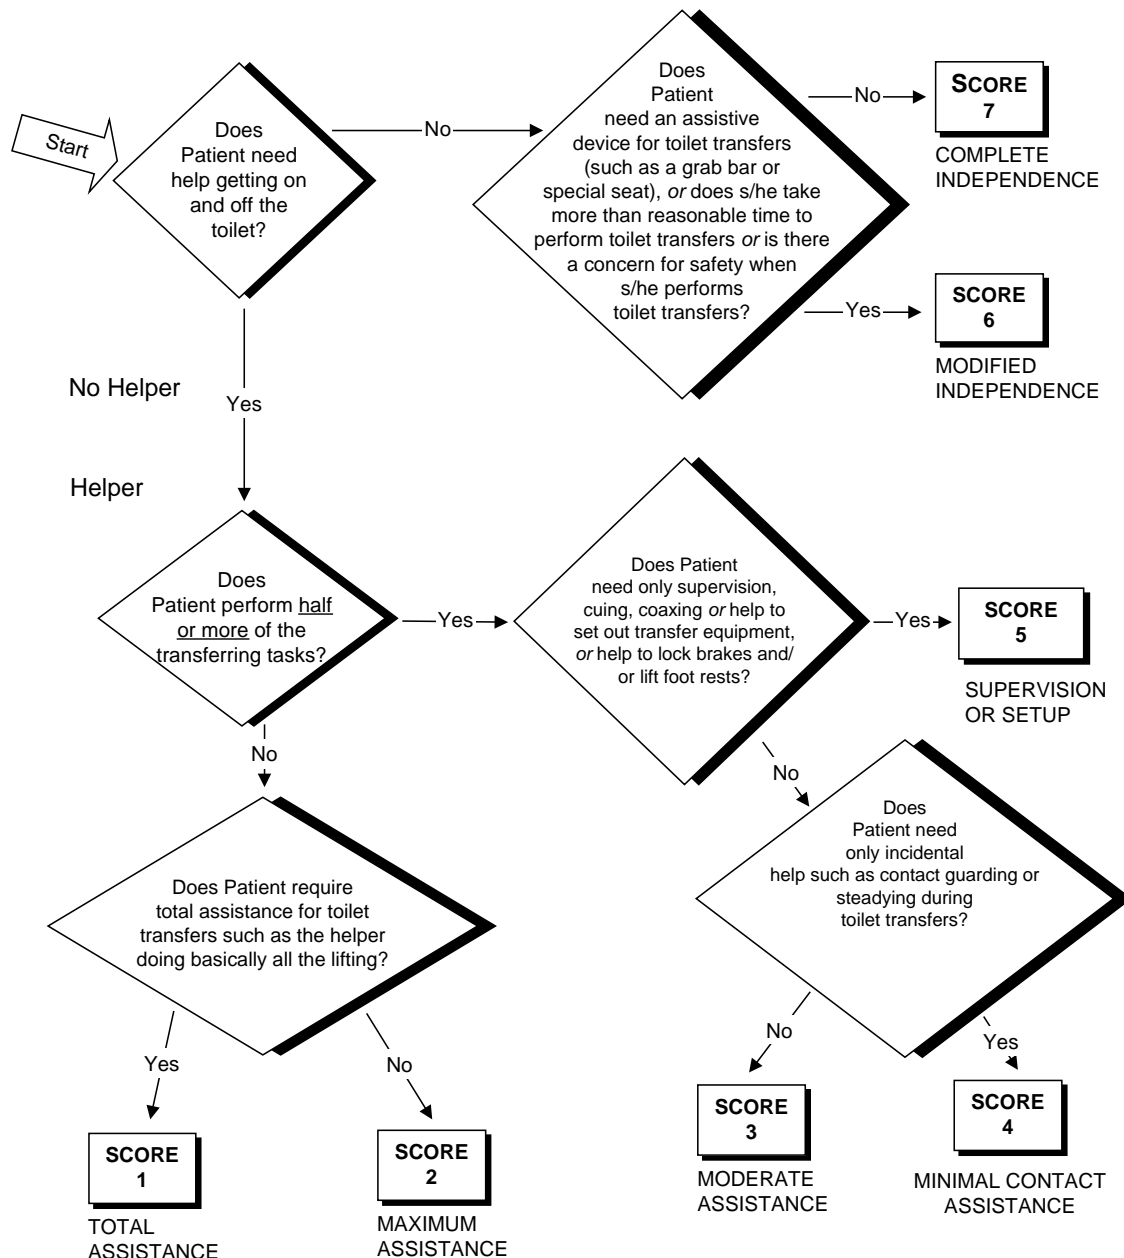 Start
Does
Patient need
help getting on
and off the
toilet?
No
Does
Patient
need an assistive
device for toilet transfers
(such as a grab bar or
special seat), or does s/he take
more than reasonable time to
perform toilet transfers or is there
a concern for safety when
s/he performs
toilet transfers?
No
SCORE
7
COMPLETE
INDEPENDENCE
Yes
SCORE
6
MODIFIED
INDEPENDENCE
No Helper
Yes
Helper
Does
Patient perform half
or more of the
transferring tasks?
Yes
Does Patient
need only supervision,
cuing, coaxing or help to
set out transfer equipment,
or help to lock brakes and/
or lift foot rests?
Yes
SCORE
5
SUPERVISION
OR SETUP
No
No
Does
Patient need
only incidental
help such as contact guarding or
steadying during
toilet transfers?
Does Patient require
total assistance for toilet
transfers such as the helper
doing basically all the lifting?
Yes
No
No
Yes
SCORE
1
TOTAL
ASSISTANCE
SCORE
2
MAXIMUM
ASSISTANCE
SCORE
3
MODERATE
ASSISTANCE
SCORE
4
MINIMAL CONTACT
ASSISTANCE